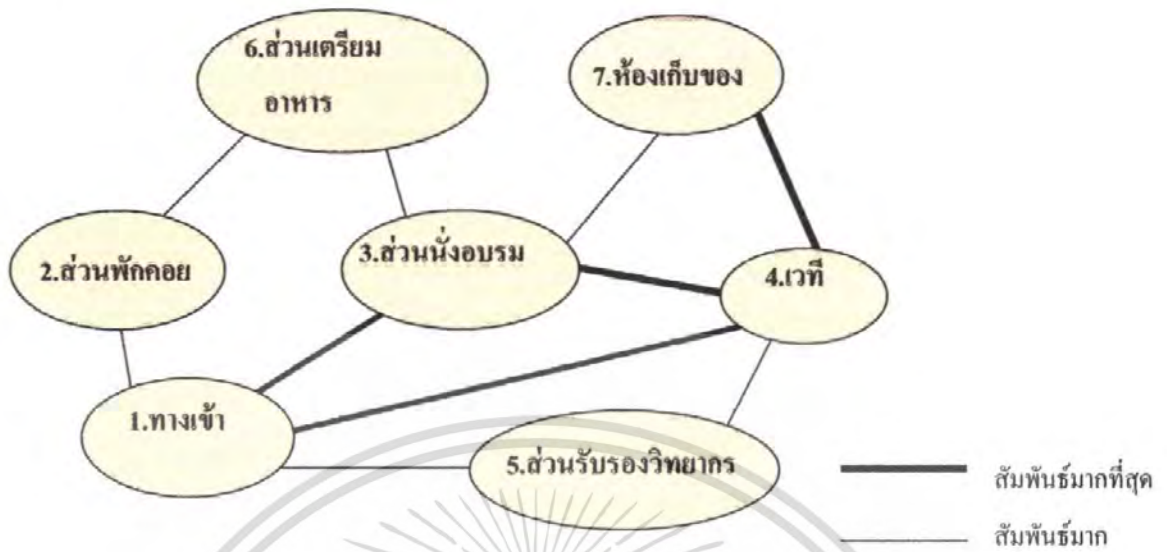 6.ส่วนเตรียม
อาหาร
7.ห้องเก็บของ
2.ส่วนพักคอย
3.ส่วนนั่งอบรม
4.เวที
1.ทางเข้า
5.ส่วนรับรองวิทยากร
สัมพันธ์มากที่สุด
สัมพันธ์มาก